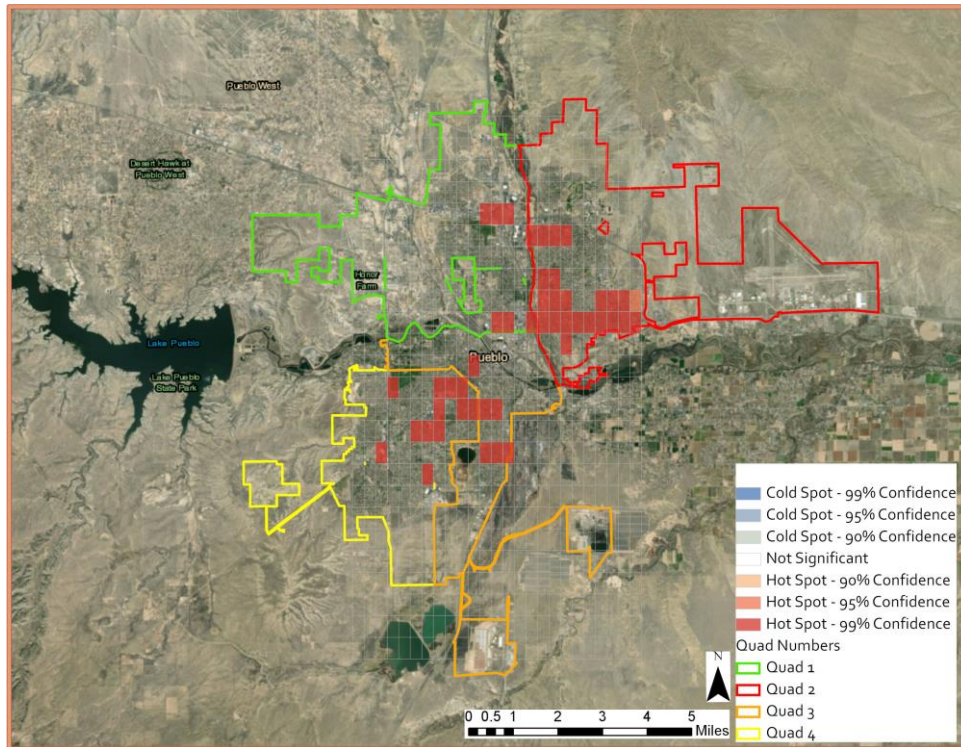 Pueblo West
Desert Hawk at
Pueblo West
Honor
Farm
Lake Pueblo
Pueblo
Lake Pueblo
State Park
Cold Spot - 99% Confidence
Cold Spot - 95% Confidence
Cold Spot - 90% Confidence
Not Significant
Hot Spot - 90% Confidence
Hot Spot - 95% Confidence
Hot Spot - 99% Confidence
Quad Numbers
Quad 1
Quad 2
Quad 3
Quad 4
N
0 0.5 1 2 3 4 5
Miles